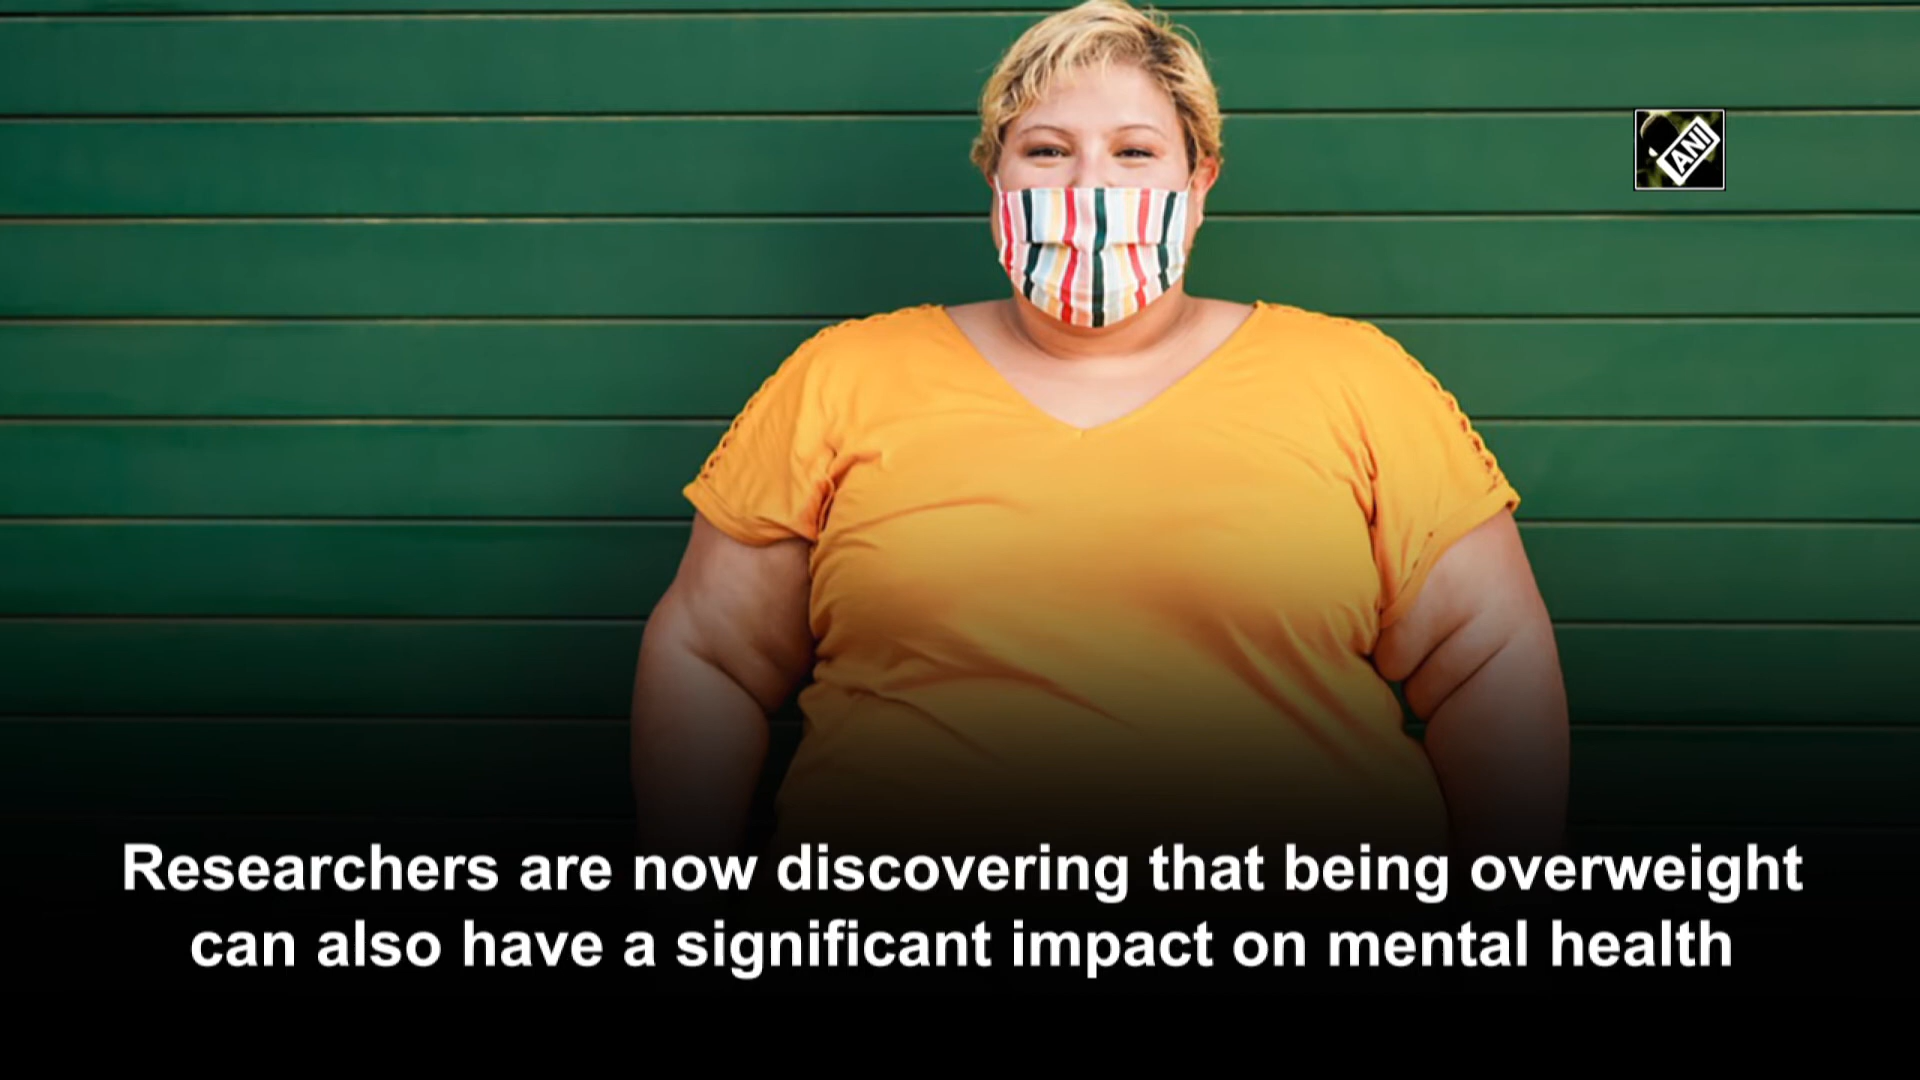 ANI
Researchers are now discovering that being overweight
can also have a significant impact on mental health